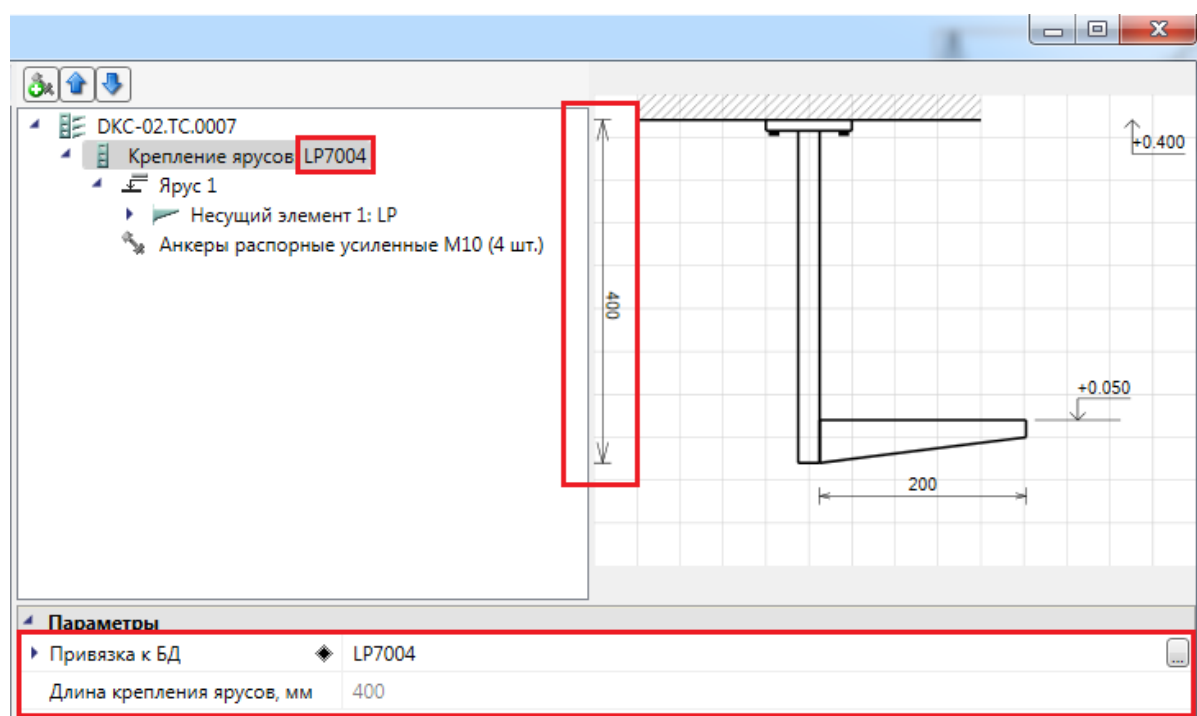 DKC-02.TC.0007
Крепление ярусов LP7004
Ярус 1
Несущий элемент 1: LP
Анкеры распорные усиленные М10 (4 шт.)
+0.400
400
+0.050
200
Параметры
Привязка к БД LP7004
...
Длина крепления ярусов, мм 400